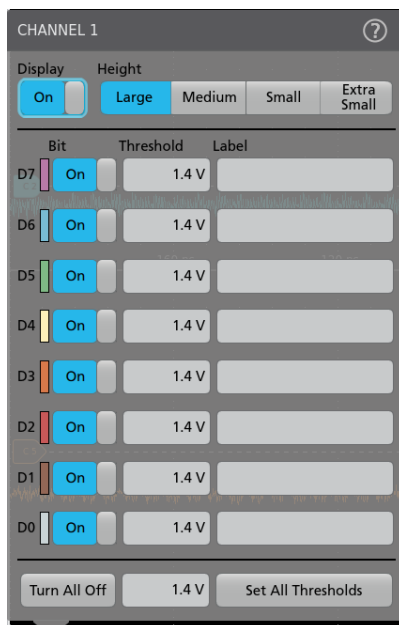 CHANNEL 1 ?
Display Height
On Large Medium Small Extra Small
Bit Threshold Label
D7 On 1.4 V
D6 On 1.4 V
D5 On 1.4 V
D4 On 1.4 V
D3 On 1.4 V
D2 On 1.4 V
D1 On 1.4 V
D0 On 1.4 V
Turn All Off 1.4 V Set All Thresholds